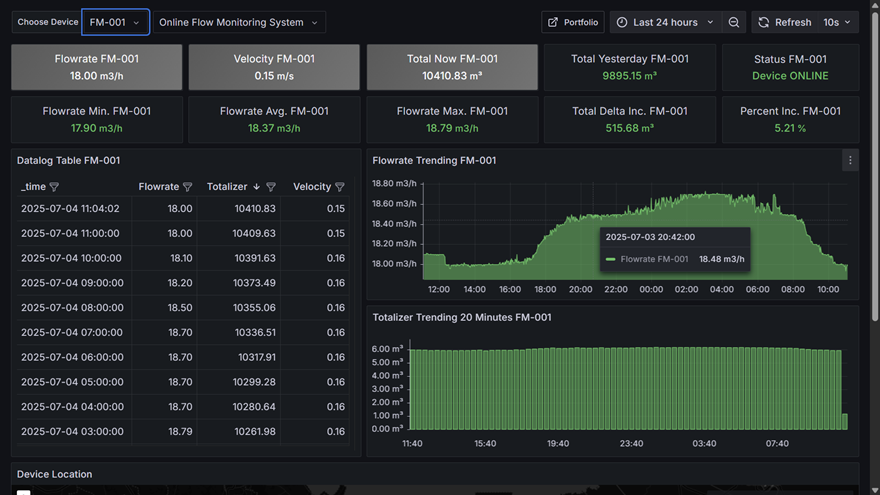 Choose Device FM-001 Online Flow Monitoring System Portfolio Last 24 hours Refresh 10s
Flowrate FM-001
18.00 m3/h
Velocity FM-001
0.15 m/s
Total Now FM-001
10410.83 m³
Total Yesterday FM-001
9895.15 m³
Status FM-001
Device ONLINE
Flowrate Min. FM-001
17.90 m3/h
Flowrate Avg. FM-001
18.37 m3/h
Flowrate Max. FM-001
18.79 m3/h
Total Delta Inc. FM-001
515.68 m³
Percent Inc. FM-001
5.21 %
Datalog Table FM-001
_time Flowrate Totalizer Velocity
2025-07-04 11:04:02 18.00 10410.83 0.15
2025-07-04 11:00:00 18.00 10409.63 0.15
2025-07-04 10:00:00 18.10 10391.63 0.16
2025-07-04 09:00:00 18.20 10373.49 0.16
2025-07-04 08:00:00 18.50 10355.06 0.16
2025-07-04 07:00:00 18.70 10336.51 0.16
2025-07-04 06:00:00 18.70 10317.91 0.16
2025-07-04 05:00:00 18.70 10299.28 0.16
2025-07-04 04:00:00 18.70 10280.64 0.16
2025-07-04 03:00:00 18.79 10261.98 0.16
Flowrate Trending FM-001
18.80 m3/h
18.60 m3/h
18.40 m3/h
18.20 m3/h
18.00 m3/h
2025-07-03 20:42:00
Flowrate FM-001 18.48 m3/h
12:00 14:00 16:00 18:00 20:00 22:00 00:00 02:00 04:00 06:00 08:00 10:00
Totalizer Trending 20 Minutes FM-001
6.00 m³
5.00 m³
4.00 m³
3.00 m³
2.00 m³
1.00 m³
0.00 m³
11:40 15:40 19:40 23:40 03:40 07:40
Device Location